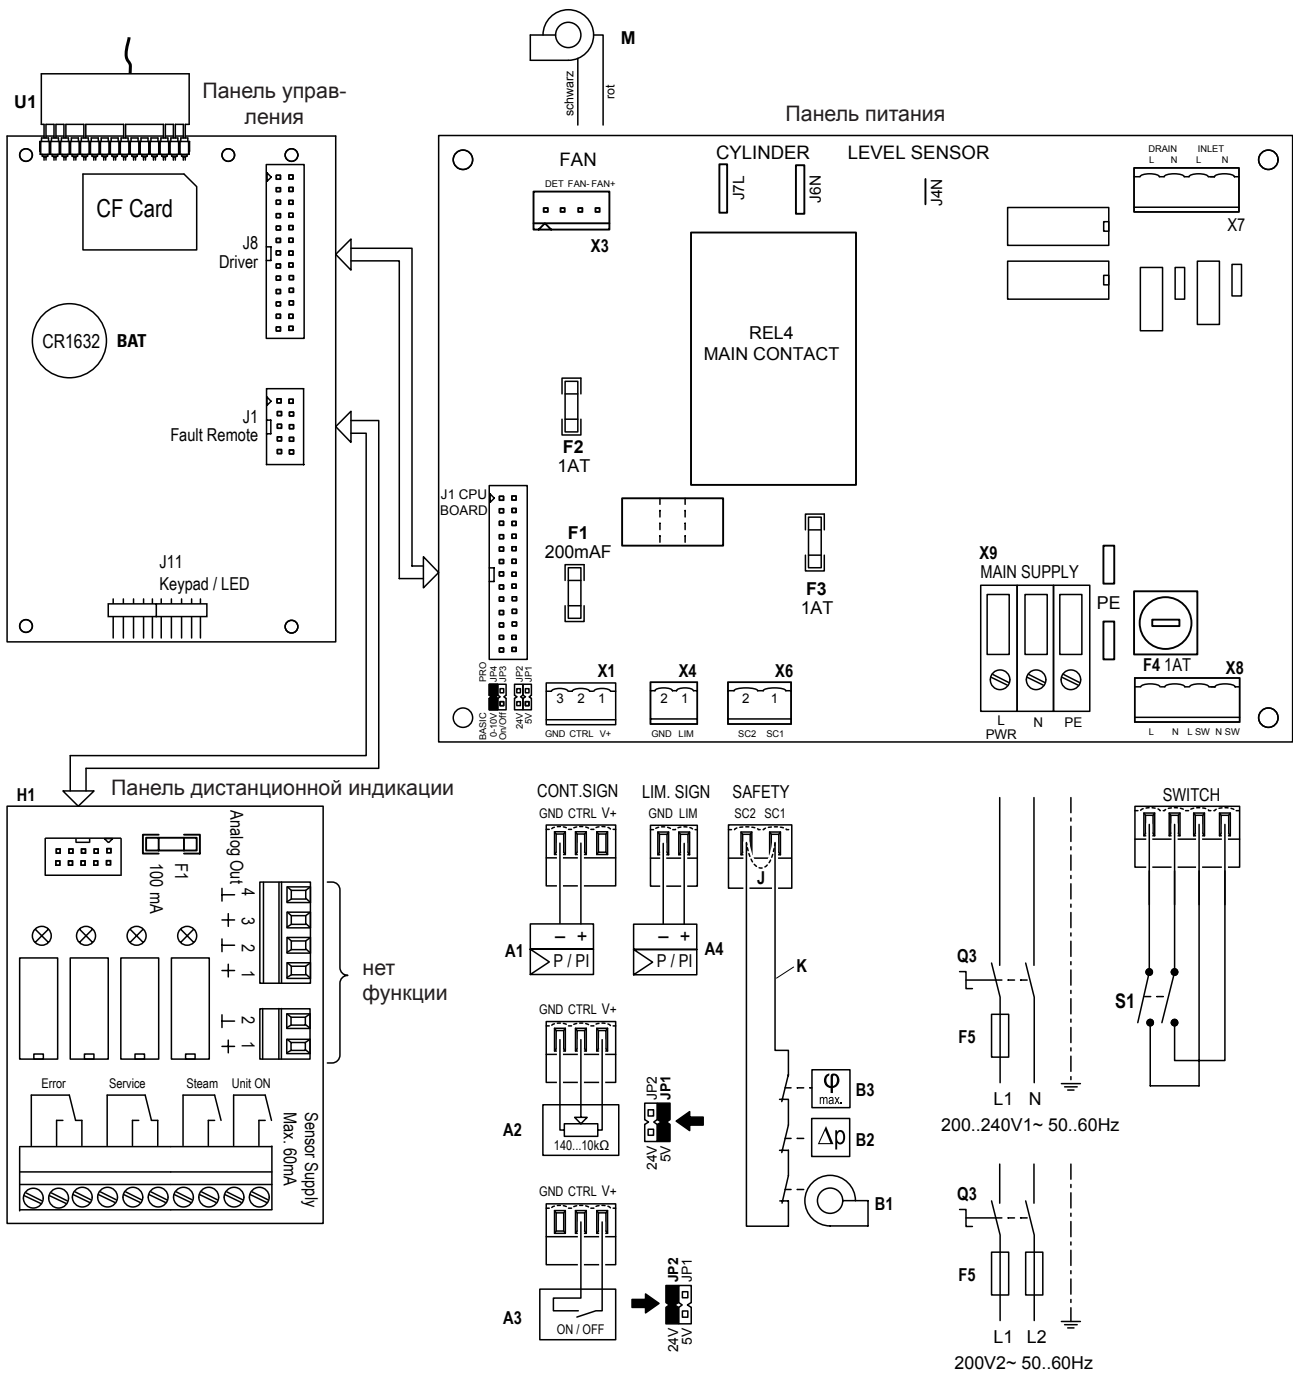 M
U1
Панель управ-
ления
schwarz
rot
Панель питания
CF Card
J8
Driver
CR1632
BAT
J1
Fault Remote
J11
Keypad / LED
FAN
DET FAN- FAN+
X3
CYLINDER
J7L
J6N
LEVEL SENSOR
J4N
DRAIN INLET
L N L N
X7
REL4
MAIN CONTACT
F2
1AT
J1 CPU
BOARD
F1
200mAF
F3
1AT
X9
MAIN SUPPLY
PE
F4 1AT
L N PE
PWR
X8
L N L SW N SW
PRO
JP4
JP3
JP2
JP1
BASIC
0-10V
On/Off
24V
5V
X1
3 2 1
GND CTRL V+
X4
2 1
GND LIM
X6
2 1
SC2 SC1
H1
Панель дистанционной индикации
F1
100 mA
Analog Out
4
3
2
1
2
1
нет
функции
Error Service Steam Unit ON
Sensor Supply
Max. 60mA
CONT.SIGN
GND CTRL V+
A1
– +
P / PI
LIM. SIGN
GND LIM
– +
P / PI
A4
SAFETY
SC2 SC1
J
K
φ
max.
B3
Δp
B2
B1
GND CTRL V+
A2
140...10kΩ
JP2
JP1
24V
5V
GND CTRL V+
A3
ON / OFF
JP2
JP1
24V
5V
Q3
F5
L1 N
200..240V1~ 50..60Hz
Q3
F5
L1 L2
200V2~ 50..60Hz
SWITCH
S1